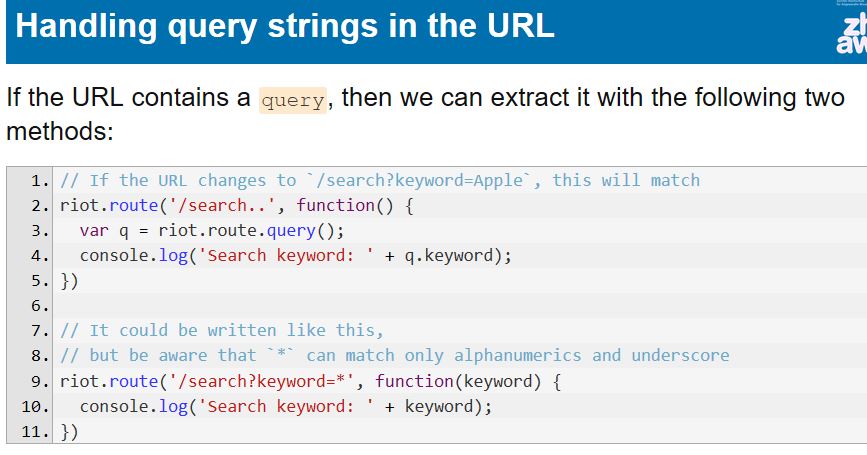 Handling query strings in the URL
If the URL contains a query, then we can extract it with the following two
methods:
1. // If the URL changes to `/search?keyword=Apple`, this will match
2. riot.route('/search..', function() {
3.   var q = riot.route.query();
4.   console.log('Search keyword: ' + q.keyword);
5. })
6.
7. // It could be written like this,
8. // but be aware that `*` can match only alphanumerics and underscore
9. riot.route('/search?keyword=*', function(keyword) {
10.   console.log('Search keyword: ' + keyword);
11. })